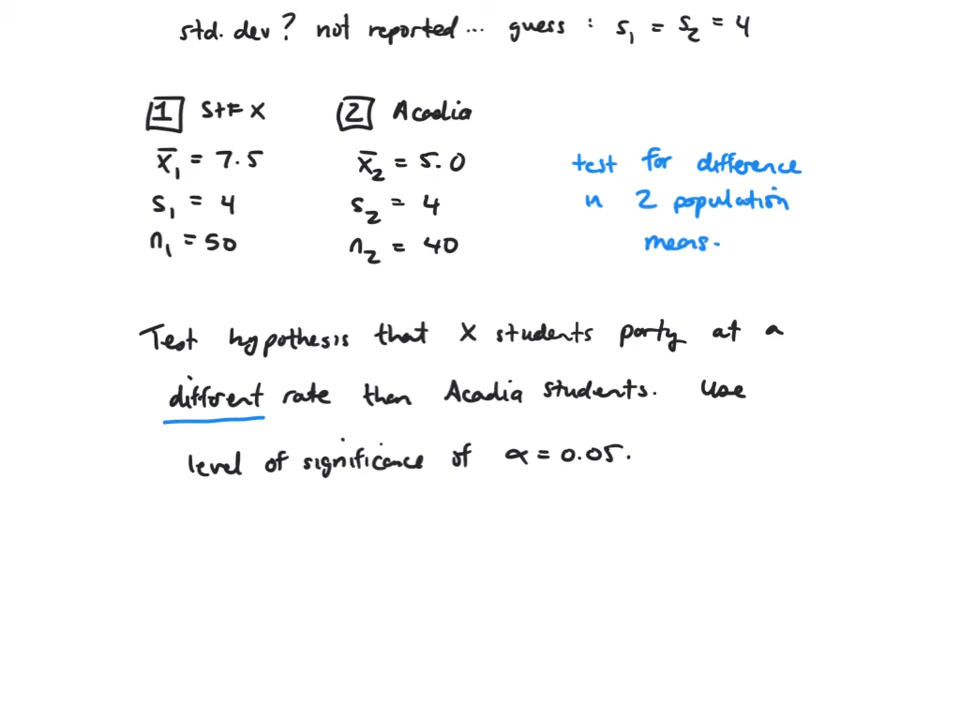 std. dev? not reported... guess : s₁ = s₂ = 4
1 StFX
x̄₁ = 7.5
s₁ = 4
n₁ = 50
2 Acadia
x̄₂ = 5.0
s₂ = 4
n₂ = 40
test for difference
in 2 population
means.
Test hypothesis that X students party at a
different rate than Acadia students. Use
level of significance of α = 0.05.